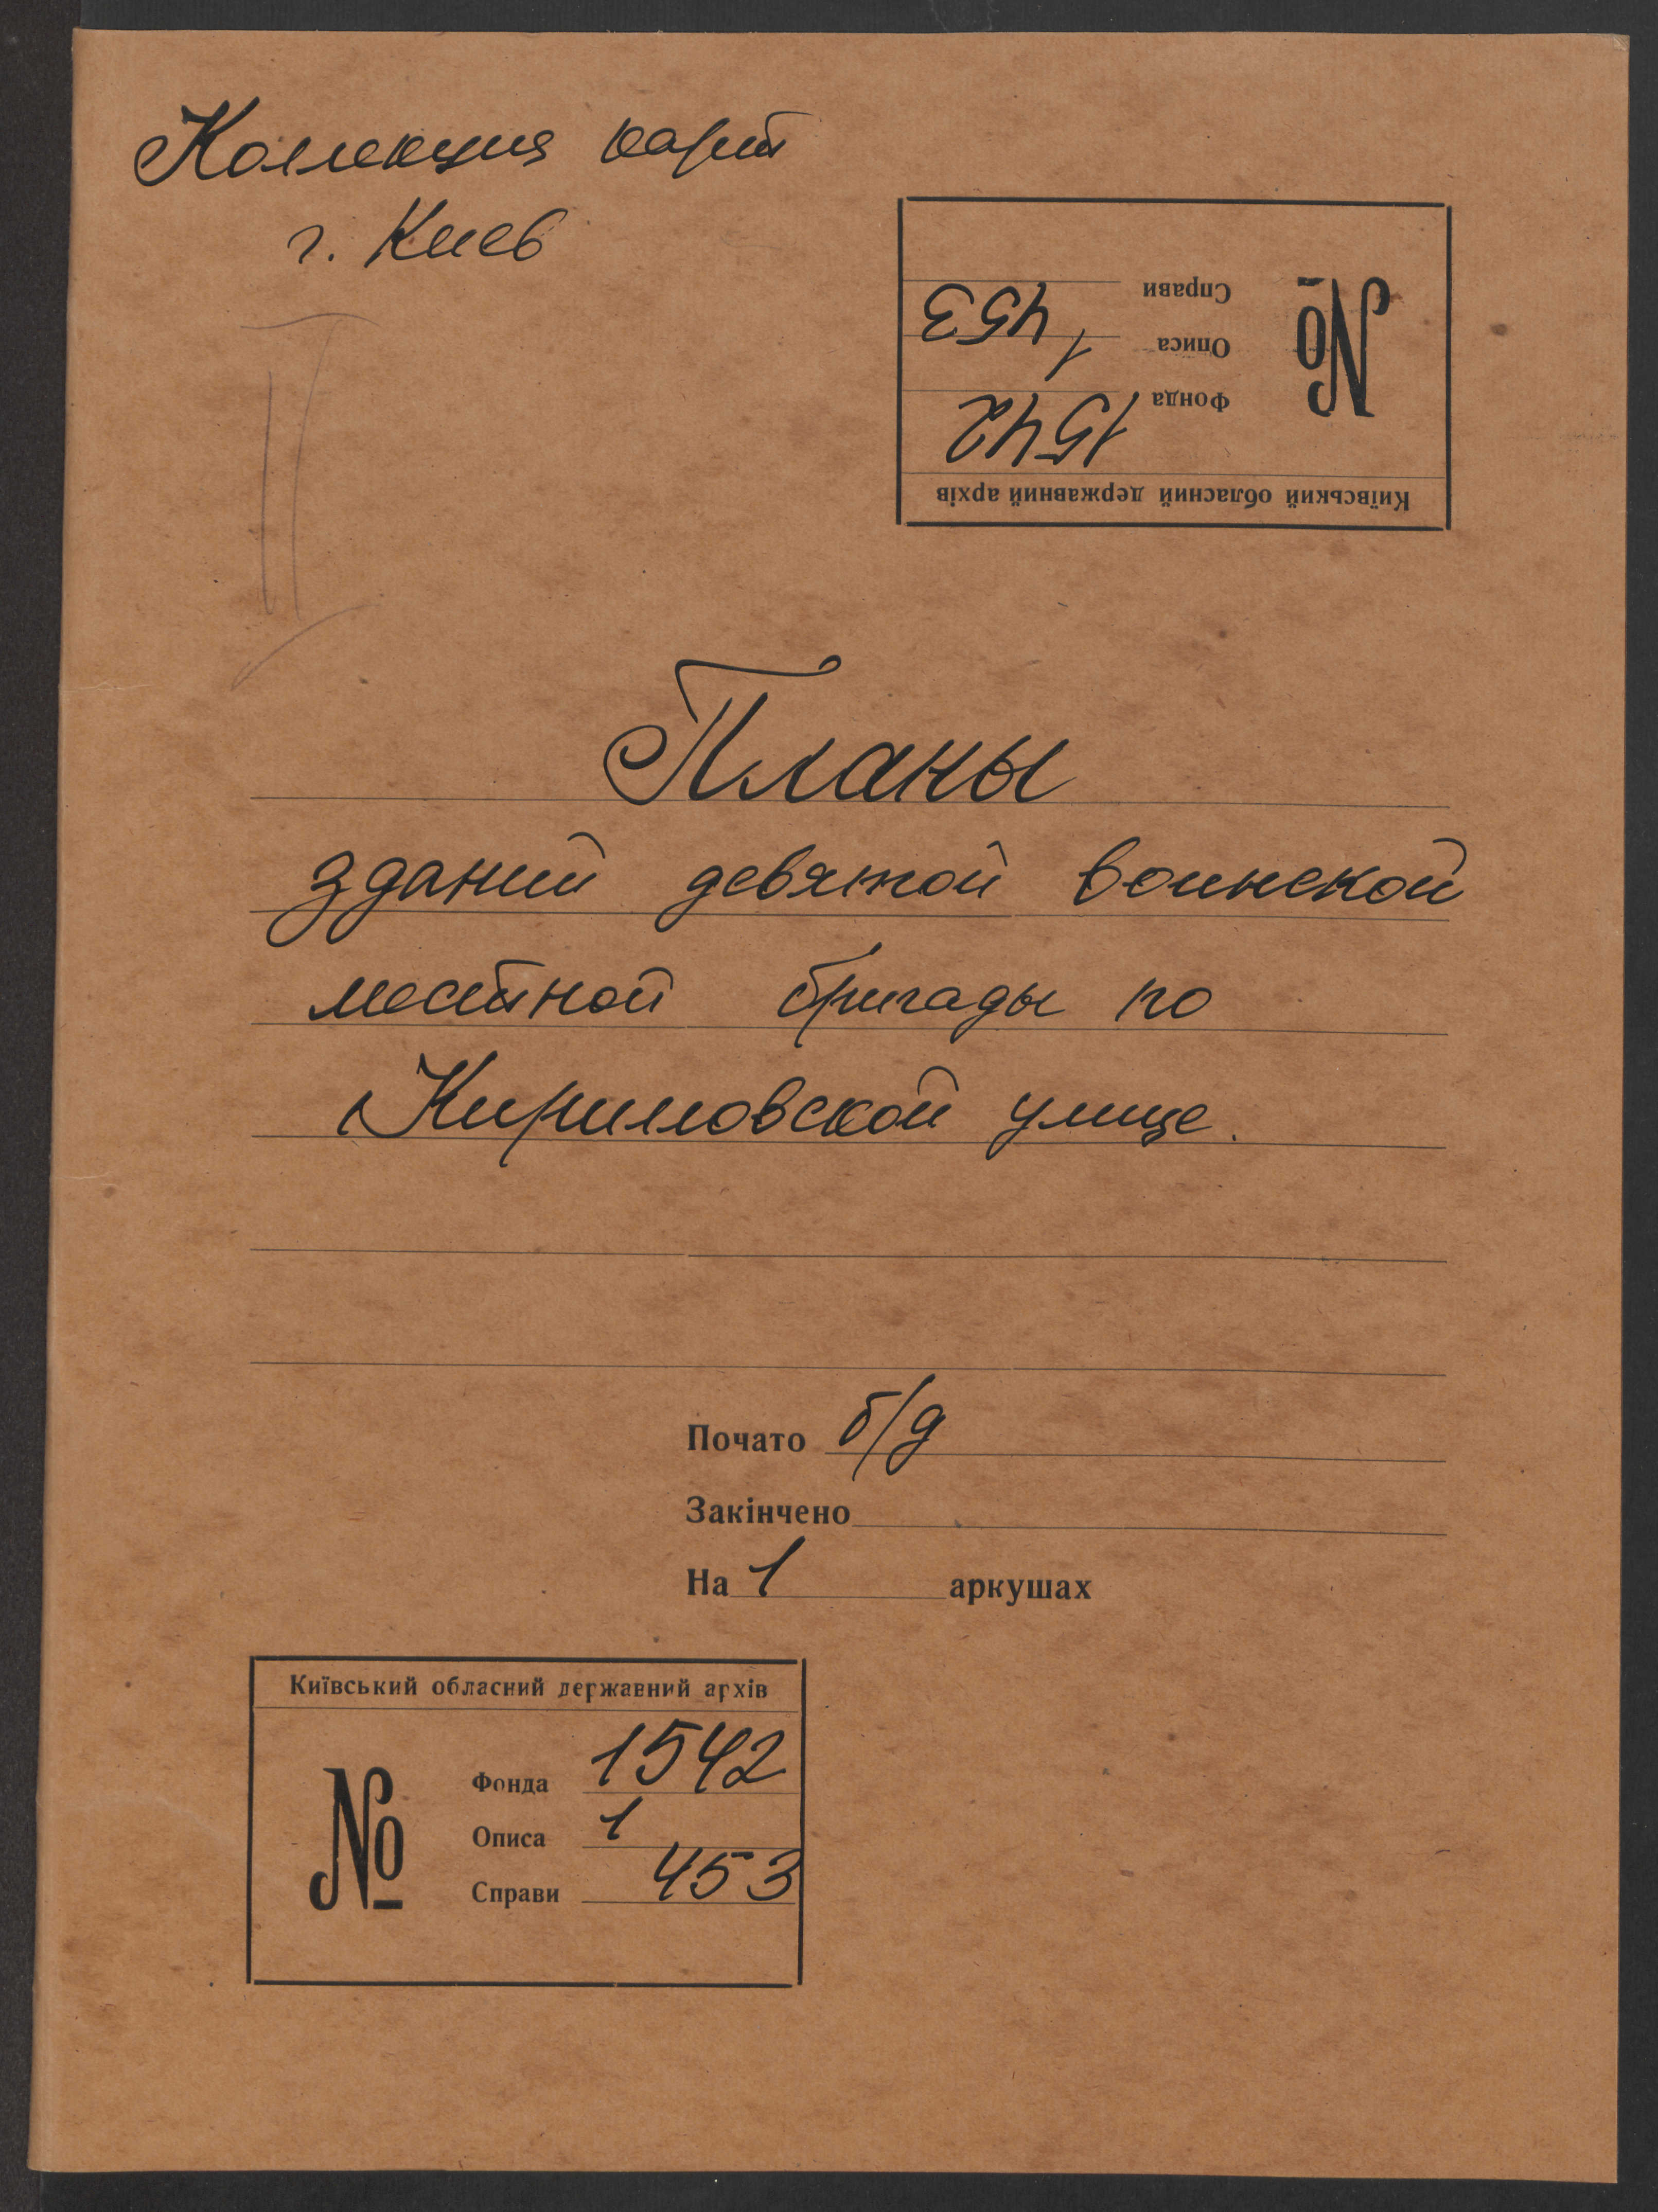 Коллекция карт
г. Киев
Київський обласний державний архів
№
Фонда 1542
Описа 1
Справи 453
Планы
зданий девятой воинской
местной бригады по
Кирилловской улице.
Почато б/д
Закінчено
На 1 аркушах
Київський обласний державний архів
№
Фонда 1542
Описа 1
Справи 453